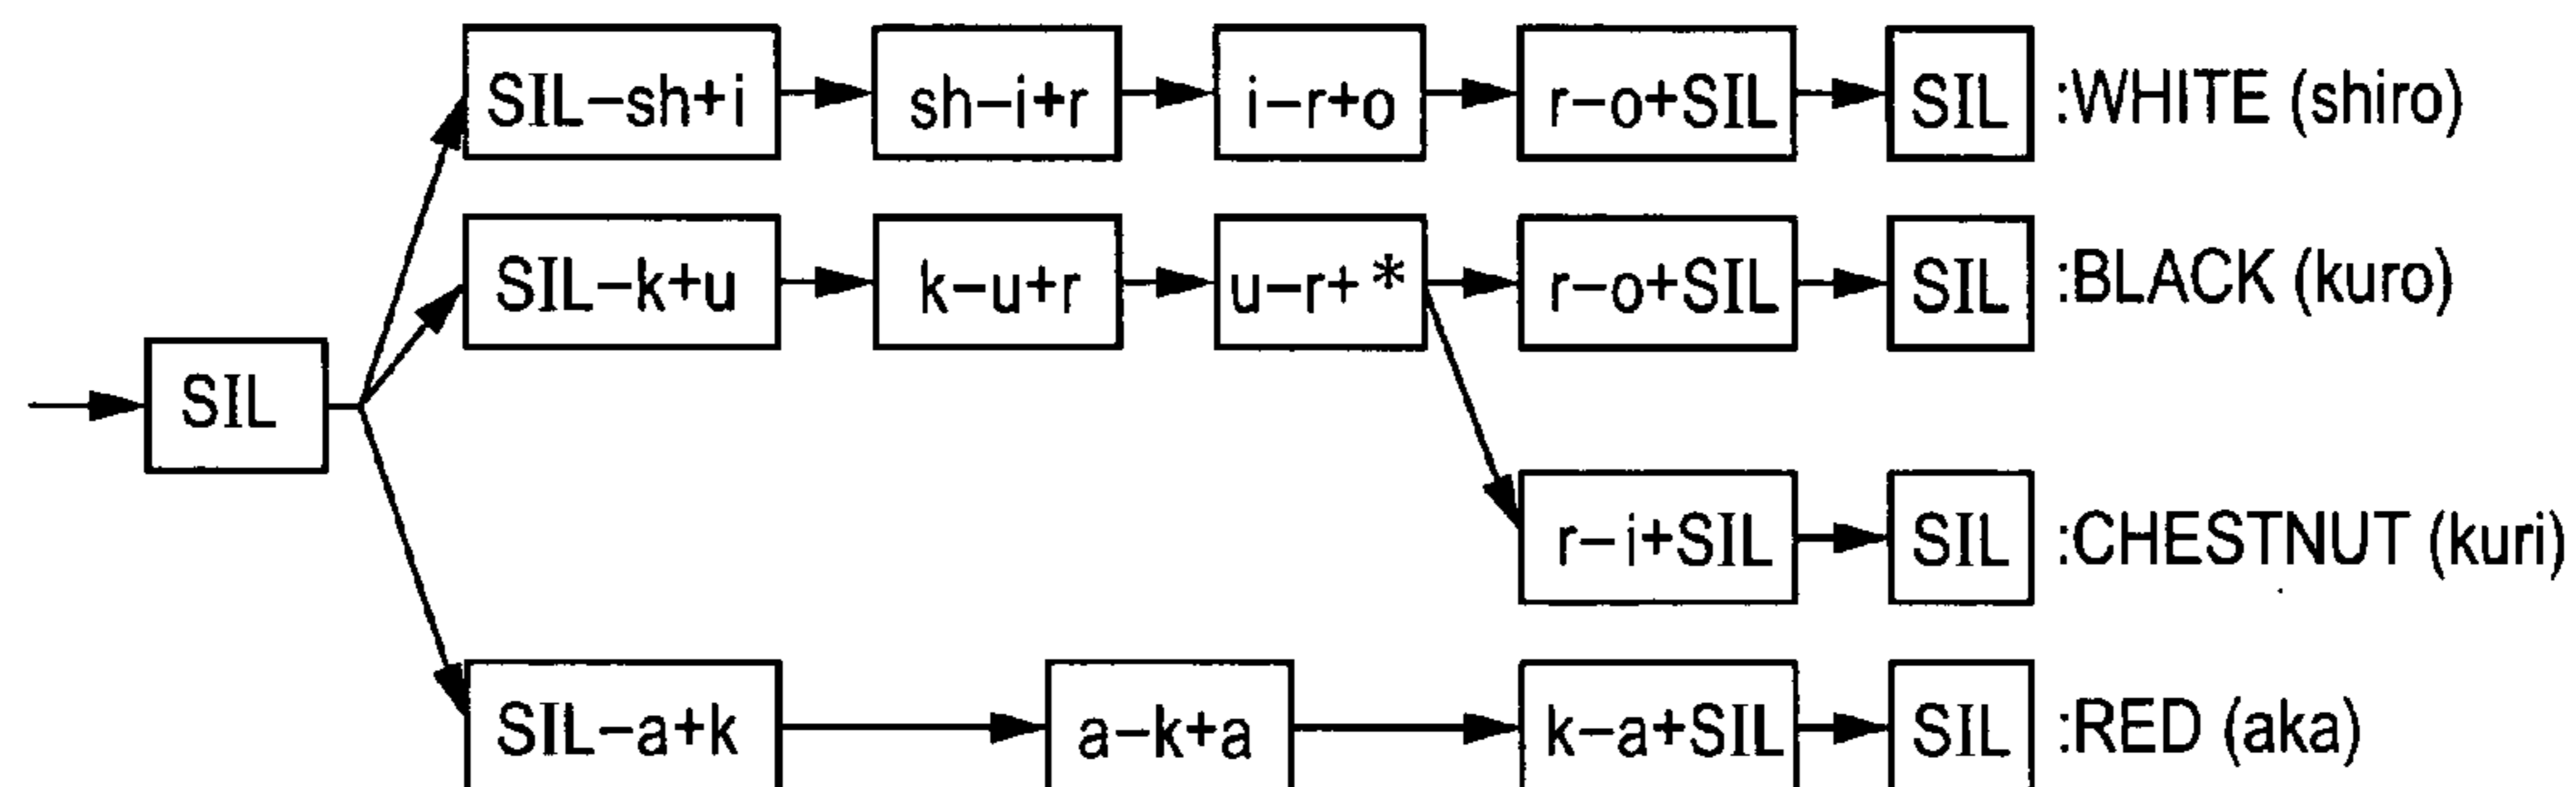 SIL–sh+i sh–i+r i–r+o r–o+SIL SIL :WHITE (shiro)
SIL–k+u k–u+r u–r+* r–o+SIL SIL :BLACK (kuro)
SIL
r–i+SIL SIL :CHESTNUT (kuri)
SIL–a+k a–k+a k–a+SIL SIL :RED (aka)